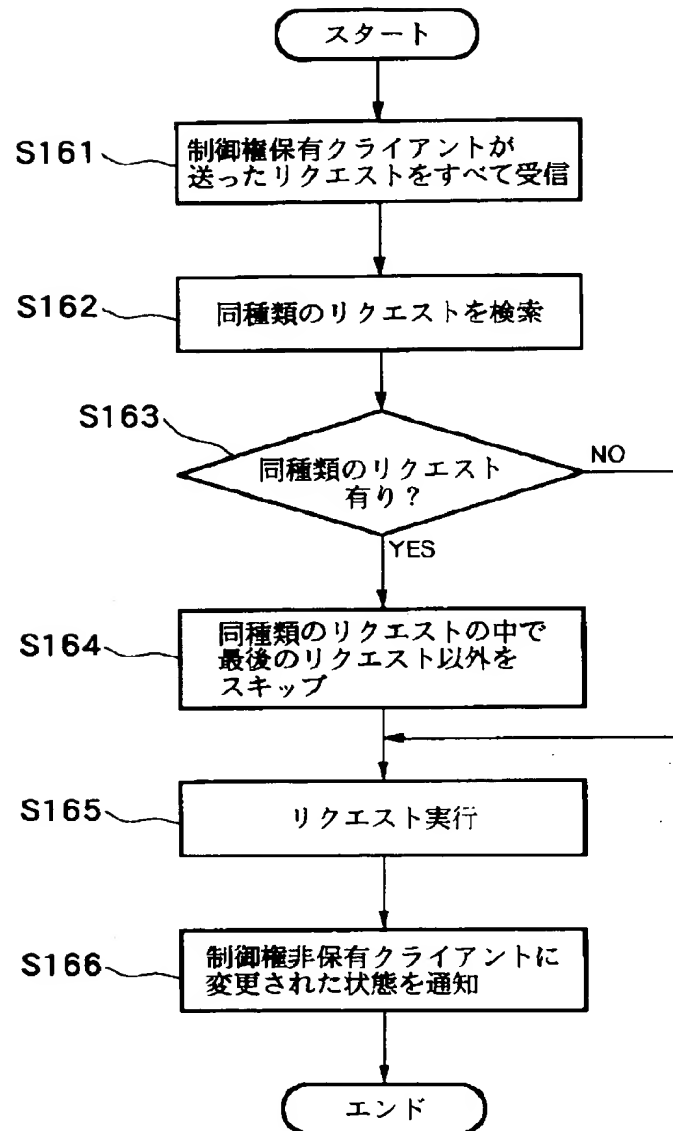 スタート
S161
制御権保有クライアントが
送ったリクエストをすべて受信
S162
同種類のリクエストを検索
S163
同種類のリクエスト
有り?
NO
YES
S164
同種類のリクエストの中で
最後のリクエスト以外を
スキップ
S165
リクエスト実行
S166
制御権非保有クライアントに
変更された状態を通知
エンド